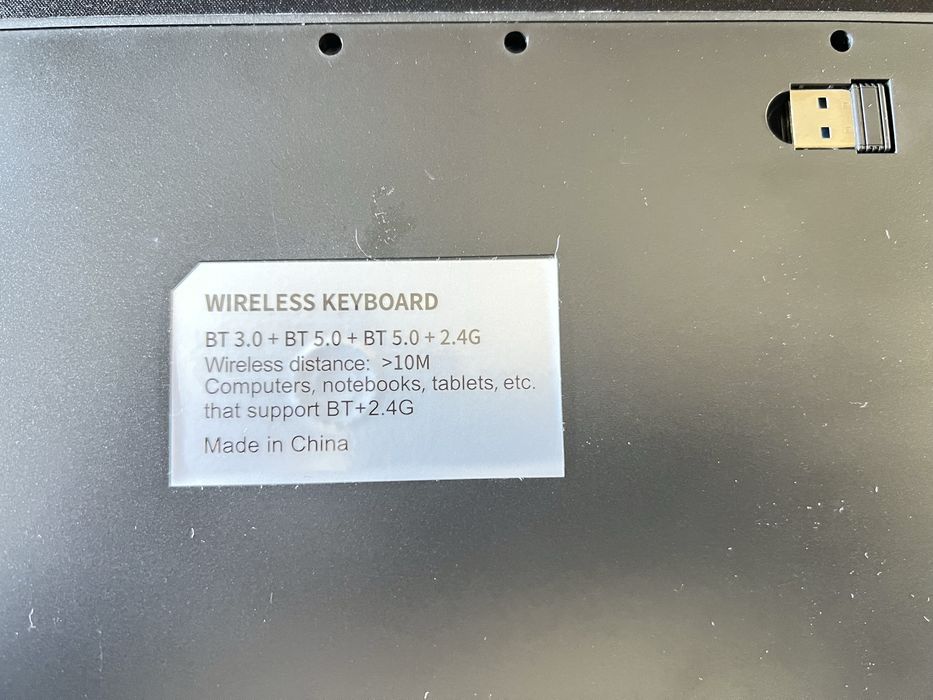 WIRELESS KEYBOARD
BT 3.0 + BT 5.0 + BT 5.0 + 2.4G
Wireless distance: >10M
Computers, notebooks, tablets, etc.
that support BT+2.4G
Made in China